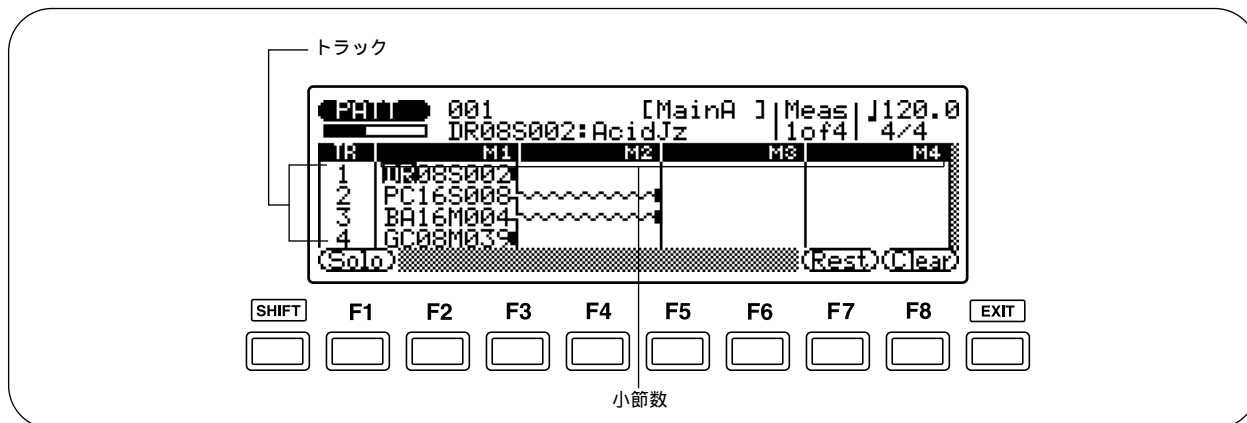 トラック
PATT 001 [MainA ] Meas ♩120.0
DR08S002:AcidJz 1of4 4/4
TR M1 M2 M3 M4
1 DR08S002
2 PC16S008
3 BA16M004
4 GC08M039
Solo Rest Clear
SHIFT F1 F2 F3 F4 F5 F6 F7 F8 EXIT
小節数